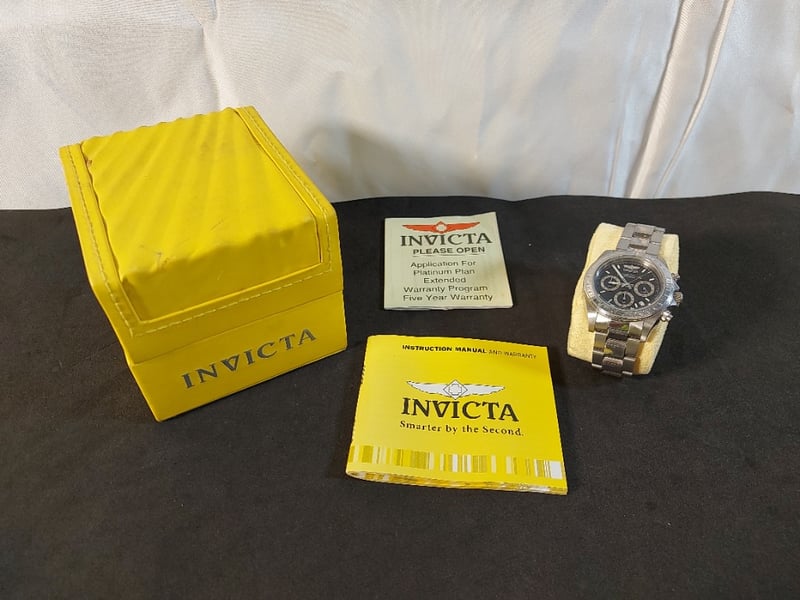 INVICTA
INVICTA
PLEASE OPEN
Application For
Platinum Plan
Extended
Warranty Program
Five Year Warranty
INSTRUCTION MANUAL AND WARRANTY
INVICTA
Smarter by the Second.